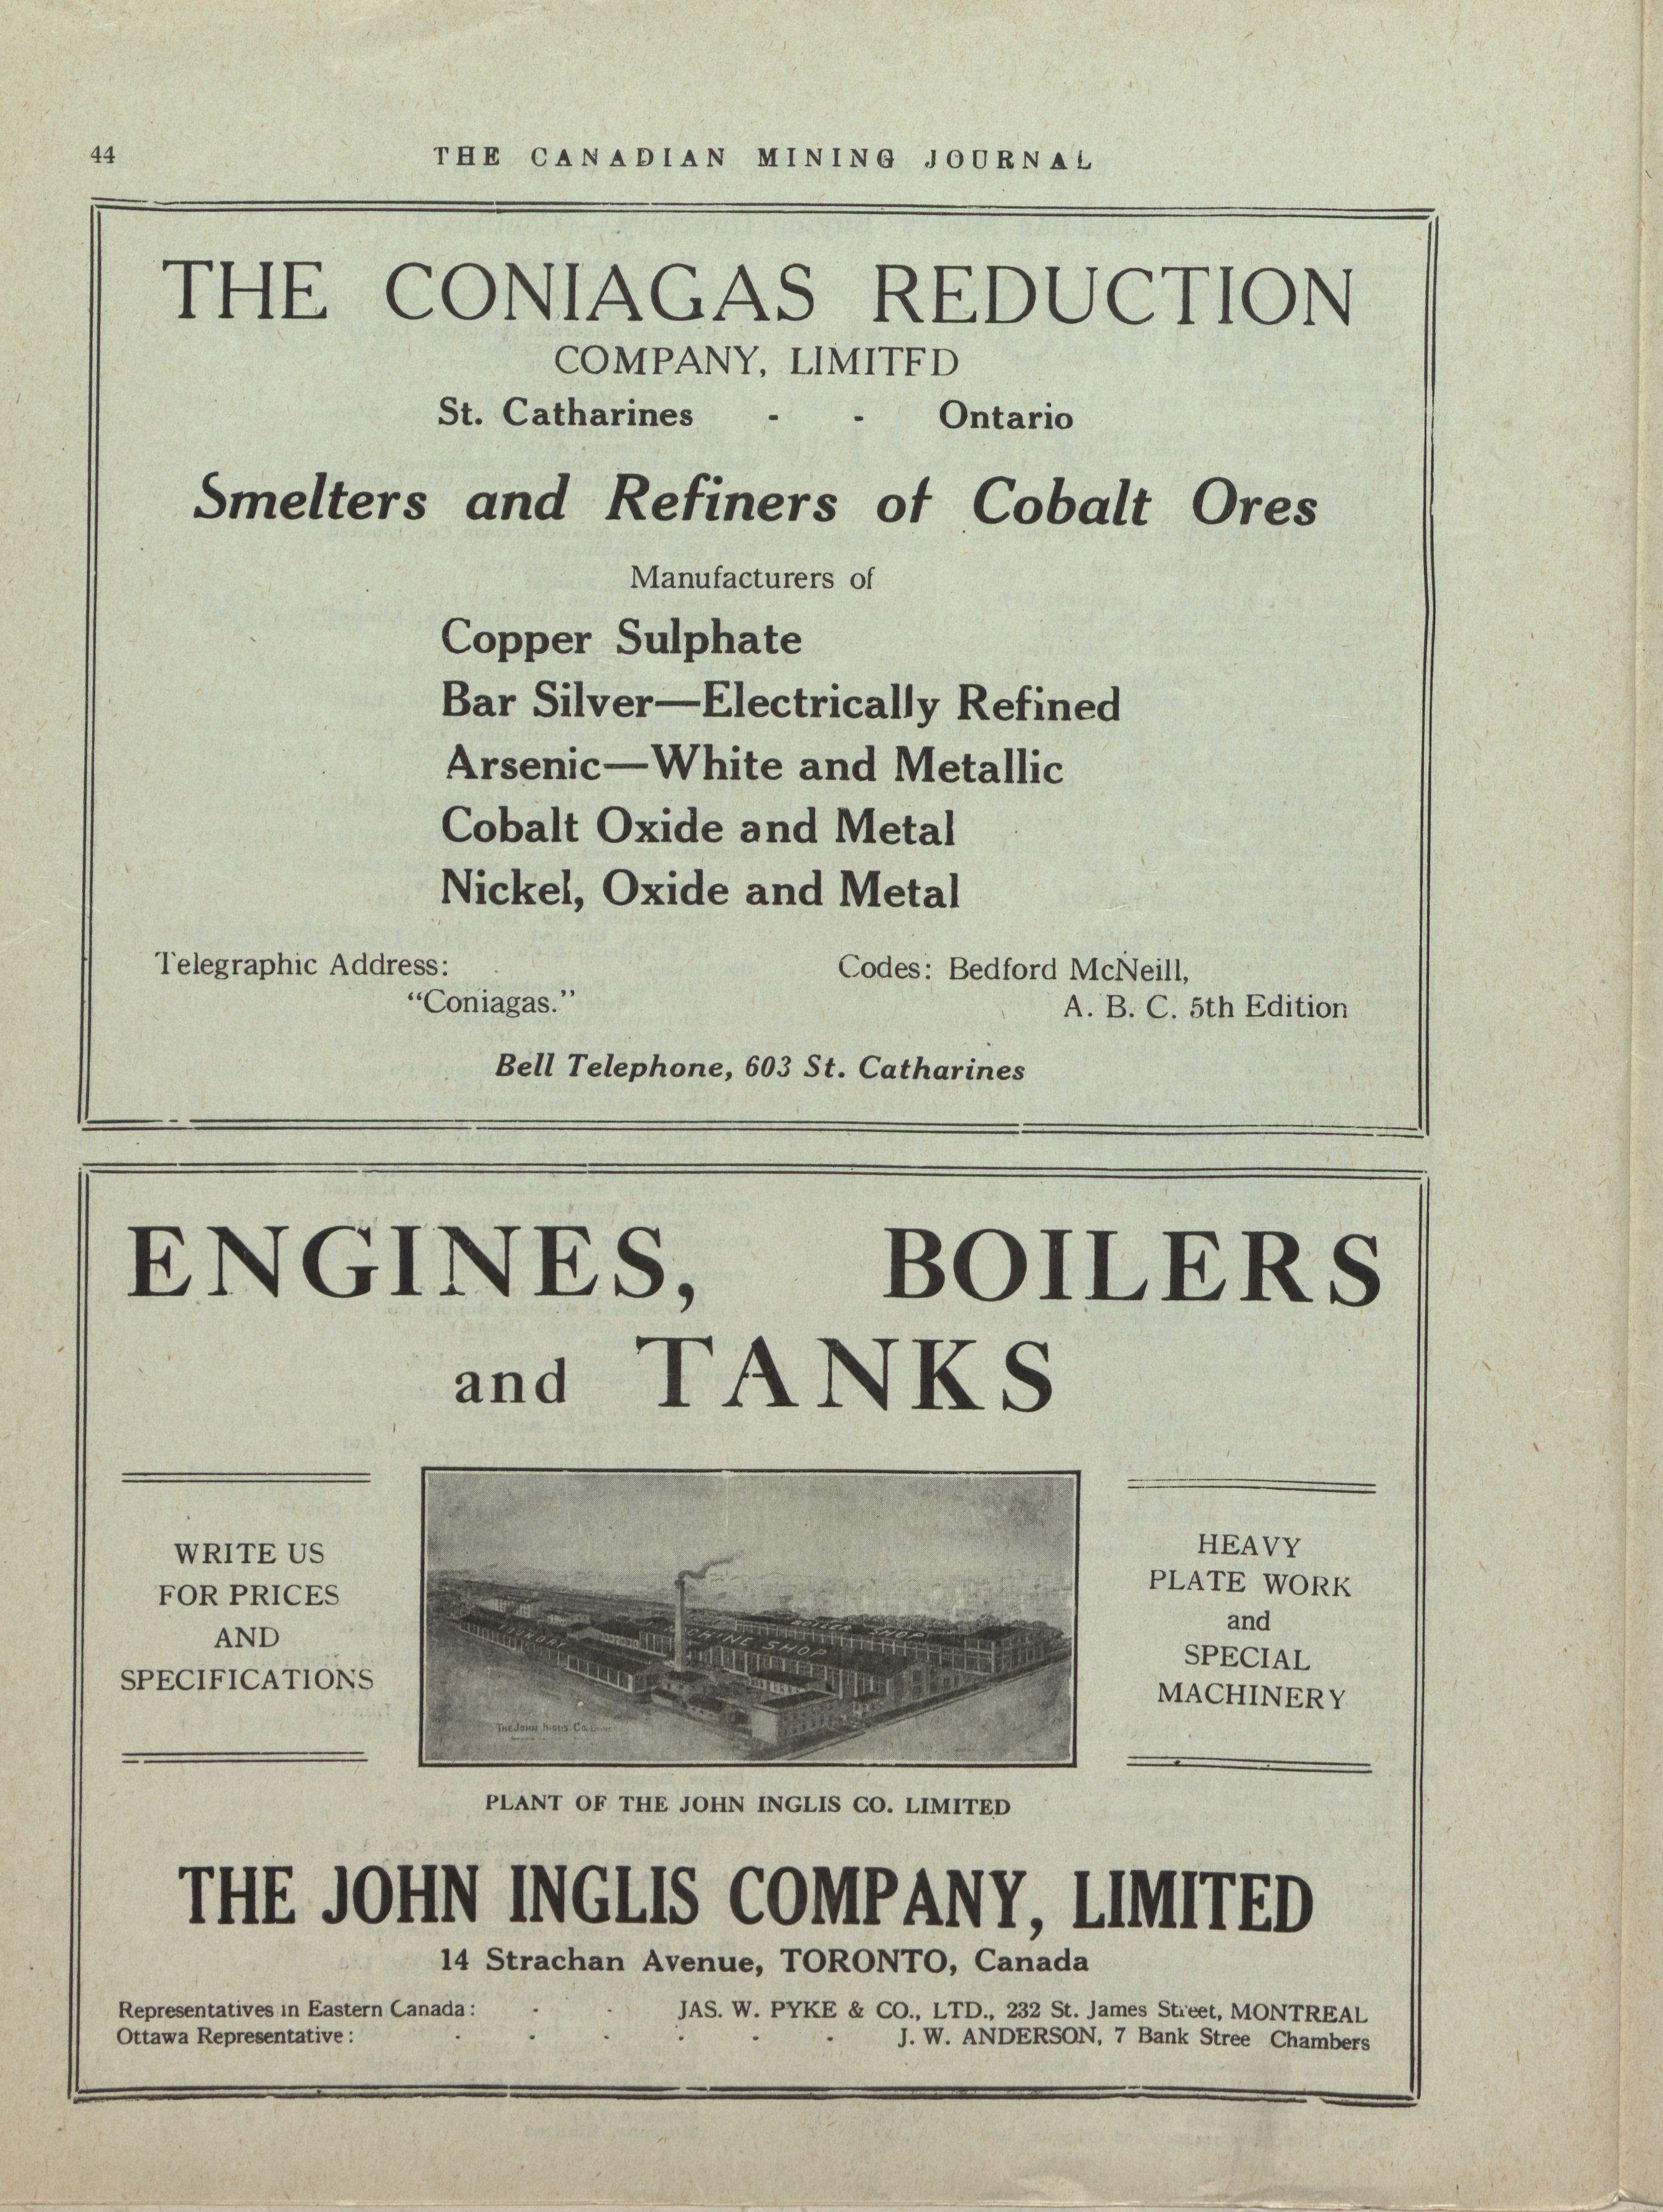 44
THE CANADIAN MINING JOURNAL
THE CONIAGAS REDUCTION
COMPANY, LIMITFD
St. Catharines - - Ontario
Smelters and Refiners of Cobalt Ores
Manufacturers of
Copper Sulphate
Bar Silver—Electrically Refined
Arsenic—White and Metallic
Cobalt Oxide and Metal
Nickel, Oxide and Metal
Telegraphic Address:
"Coniagas."
Codes: Bedford McNeill,
A. B. C. 5th Edition
Bell Telephone, 603 St. Catharines
ENGINES, BOILERS
and TANKS
WRITE US
FOR PRICES
AND
SPECIFICATIONS
FOUNDRY
MACHINE SHOP
BOILER SHOP
THE JOHN INGLIS CO.
HEAVY
PLATE WORK
and
SPECIAL
MACHINERY
PLANT OF THE JOHN INGLIS CO. LIMITED
THE JOHN INGLIS COMPANY, LIMITED
14 Strachan Avenue, TORONTO, Canada
Representatives in Eastern Canada: - - JAS. W. PYKE & CO., LTD., 232 St. James Street, MONTREAL
Ottawa Representative: - - - - - - J. W. ANDERSON, 7 Bank Stree Chambers